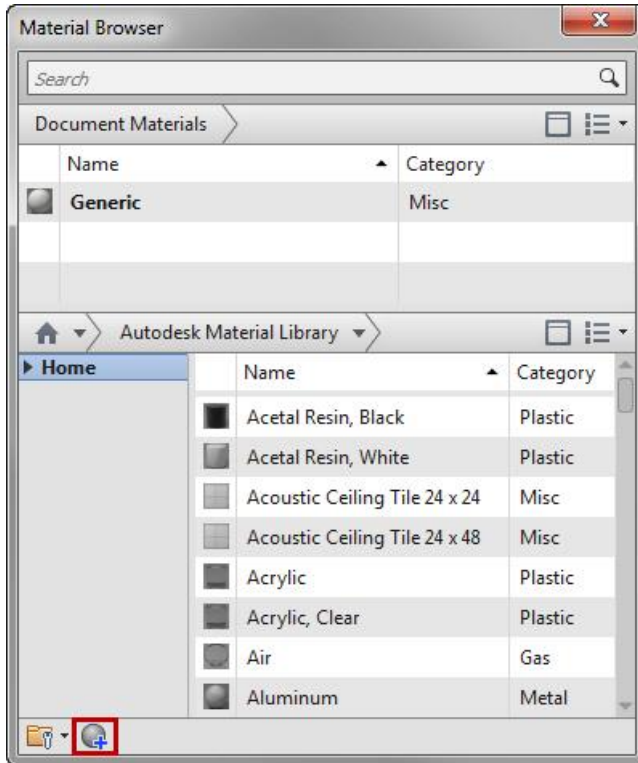 Material Browser
Search
Document Materials
Name Category
Generic Misc
Autodesk Material Library
Home
Name Category
Acetal Resin, Black Plastic
Acetal Resin, White Plastic
Acoustic Ceiling Tile 24 x 24 Misc
Acoustic Ceiling Tile 24 x 48 Misc
Acrylic Plastic
Acrylic, Clear Plastic
Air Gas
Aluminum Metal